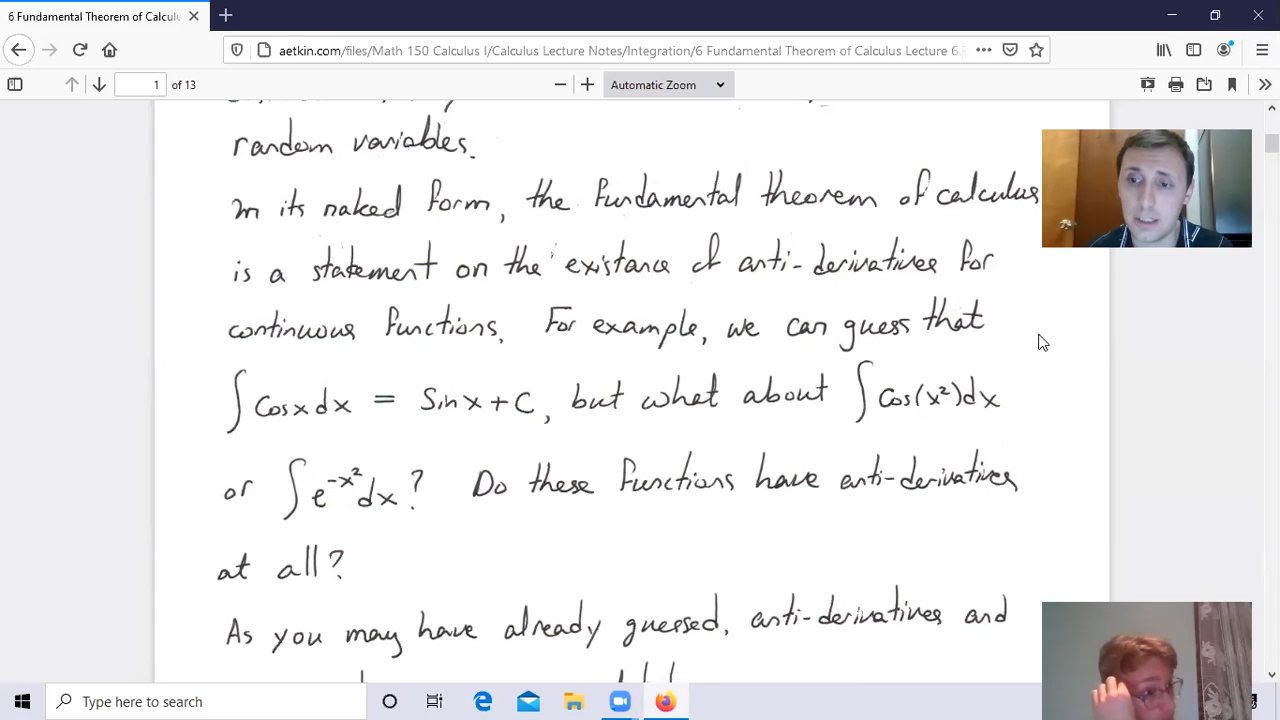 6 Fundamental Theorem of Calculu
aetkin.com/files/Math 150 Calculus I/Calculus Lecture Notes/Integration/6 Fundamental Theorem of Calculus Lecture 6.
1 of 13
Automatic Zoom
random variables.
In its naked form, the fundamental theorem of calculus
is a statement on the existance of anti-derivatives for
continuous functions. For example, we can guess that
∫ Cosx dx = Sinx + C, but what about ∫ Cos(x²)dx
or ∫ e^{-x²} dx? Do these functions have anti-derivatives
at all?
As you may have already guessed, anti-derivatives and
Type here to search